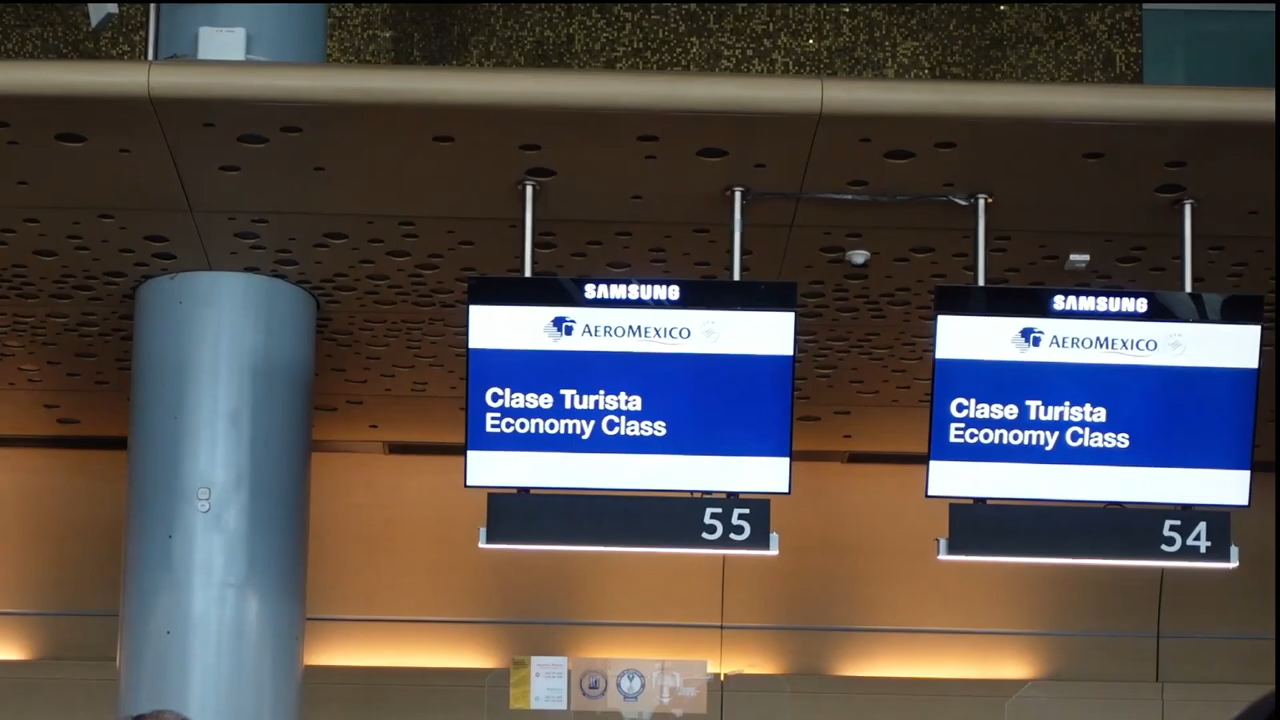 SAMSUNG
AEROMEXICO
Clase Turista
Economy Class
55
SAMSUNG
AEROMEXICO
Clase Turista
Economy Class
54